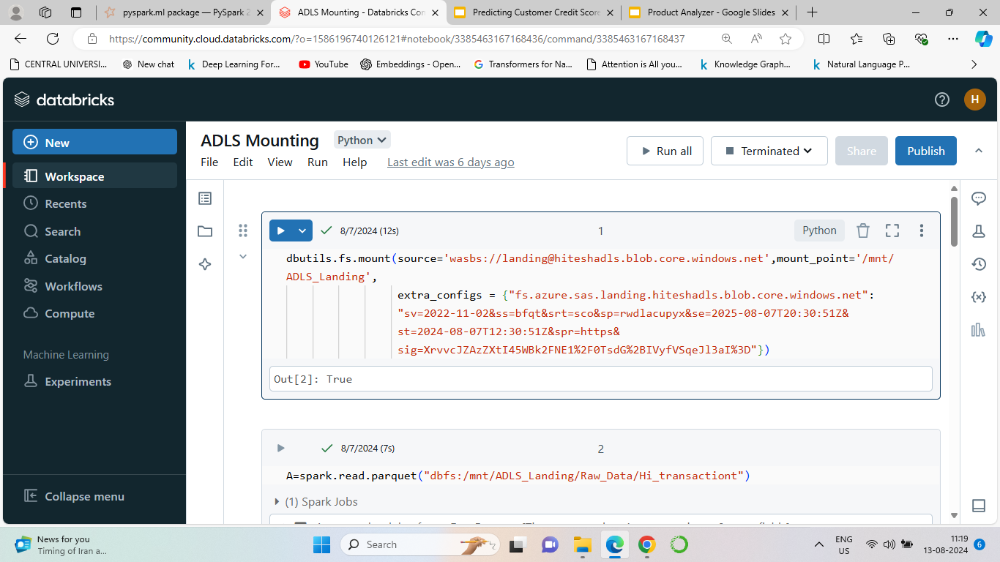 pyspark.ml package — PySpark 2
ADLS Mounting - Databricks Con
Predicting Customer Credit Score
Product Analyzer - Google Slides
https://community.cloud.databricks.com/?o=1586196740126121#notebook/3385463167168436/command/3385463167168437
CENTRAL UNIVERSI...
New chat
Deep Learning For...
YouTube
Embeddings - Open...
Transformers for Na...
Attention is All you...
Knowledge Graph...
Natural Language P...
databricks
H
New
Workspace
Recents
Search
Catalog
Workflows
Compute
Machine Learning
Experiments
Collapse menu
ADLS Mounting
Python
File Edit View Run Help Last edit was 6 days ago
Run all
Terminated
Share
Publish
8/7/2024 (12s)
1
Python
dbutils.fs.mount(source='wasbs://landing@hiteshadls.blob.core.windows.net',mount_point='/mnt/
ADLS_Landing',
extra_configs = {"fs.azure.sas.landing.hiteshadls.blob.core.windows.net":
"sv=2022-11-02&ss=bfqt&srt=sco&sp=rwdlacupyx&se=2025-08-07T20:30:51Z&
st=2024-08-07T12:30:51Z&spr=https&
sig=XrvvcJZAzZXtI45WBk2FNE1%2F0TsdG%2BIVyfVSqeJl3aI%3D"})
Out[2]: True
8/7/2024 (7s)
2
A=spark.read.parquet("dbfs:/mnt/ADLS_Landing/Raw_Data/Hi_transactiont")
(1) Spark Jobs
News for you
Timing of Iran a...
Search
ENG
US
11:19
13-08-2024
6